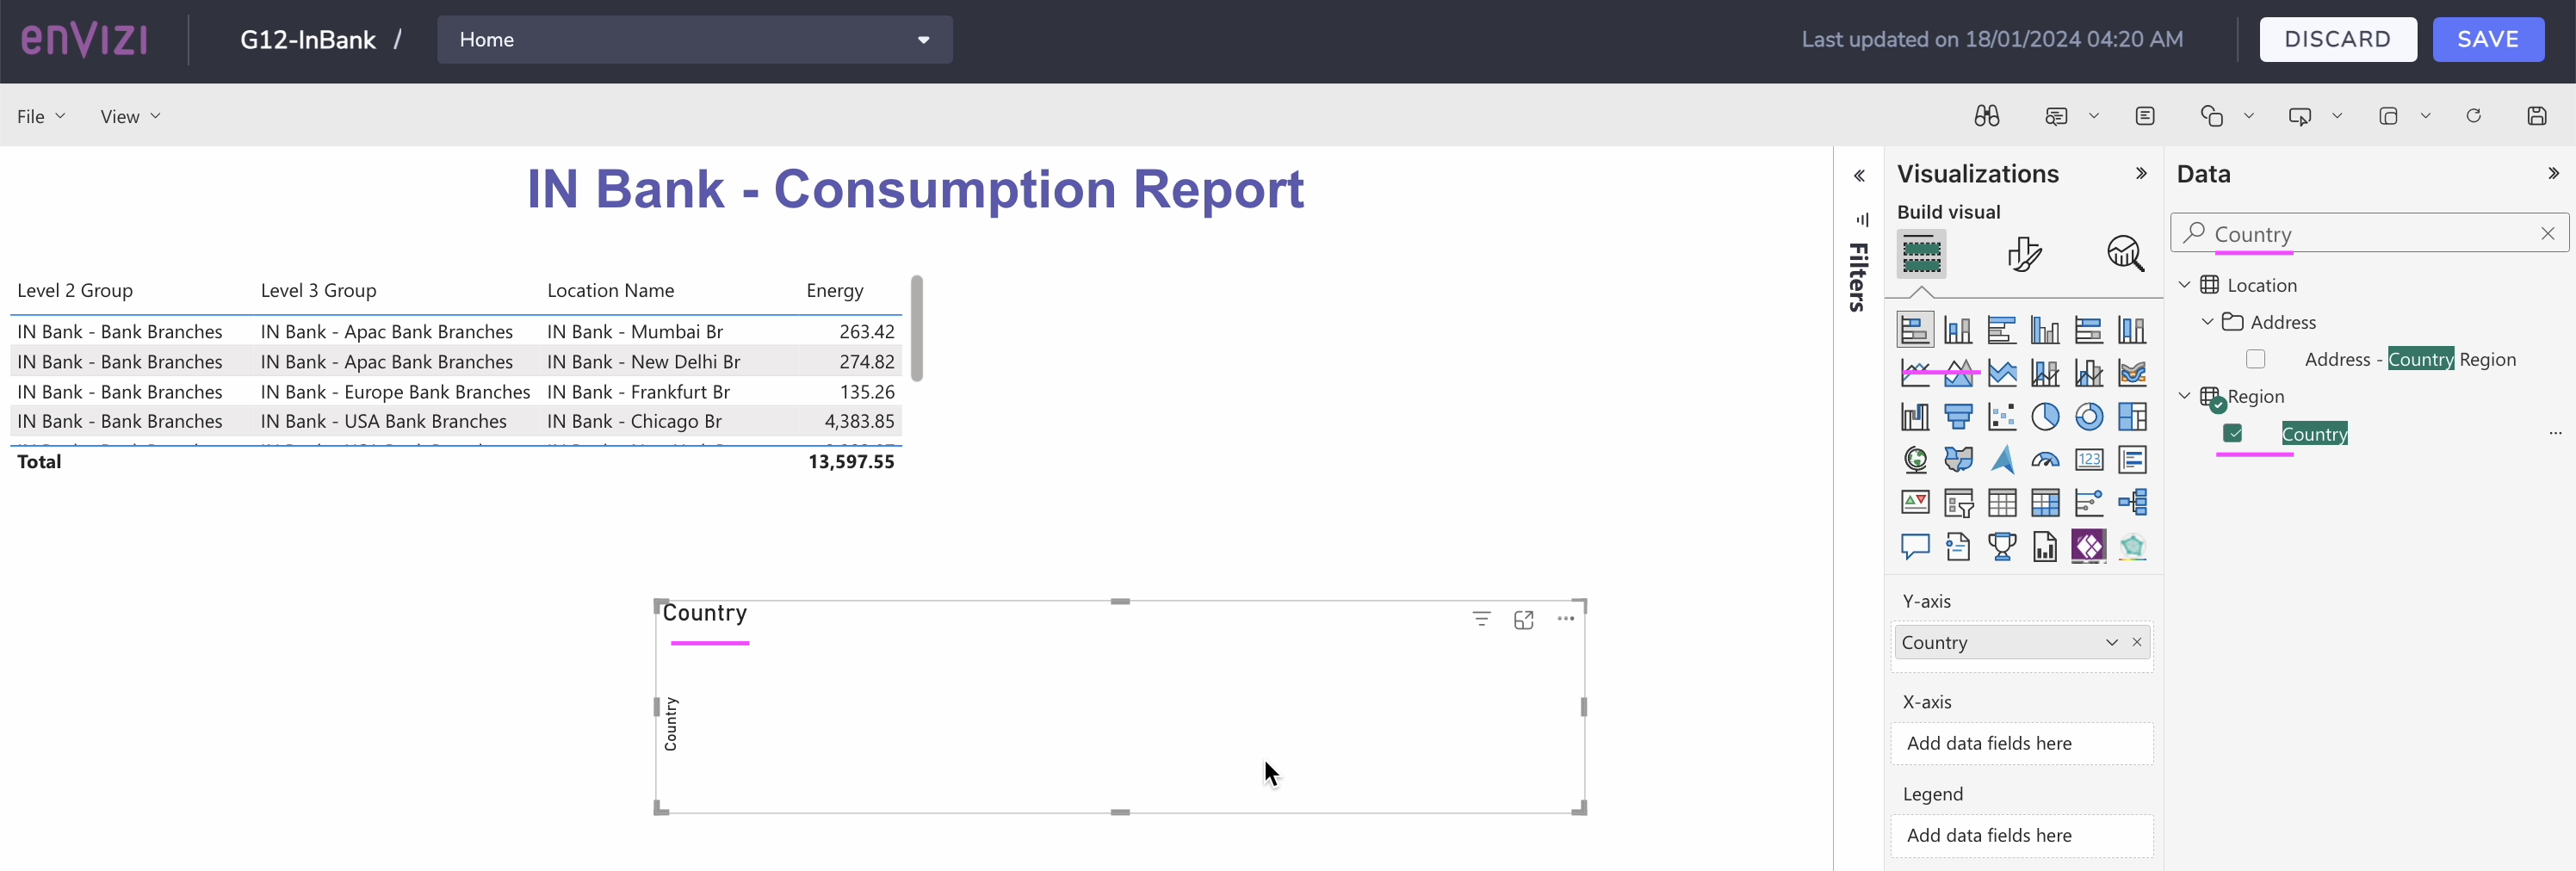 enVIZI
G12-InBank /
Home
Last updated on 18/01/2024 04:20 AM
DISCARD
SAVE
File
View
IN Bank - Consumption Report
Level 2 Group Level 3 Group Location Name Energy
IN Bank - Bank Branches IN Bank - Apac Bank Branches IN Bank - Mumbai Br 263.42
IN Bank - Bank Branches IN Bank - Apac Bank Branches IN Bank - New Delhi Br 274.82
IN Bank - Bank Branches IN Bank - Europe Bank Branches IN Bank - Frankfurt Br 135.26
IN Bank - Bank Branches IN Bank - USA Bank Branches IN Bank - Chicago Br 4,383.85
Total 13,597.55
Country
Country
Filters
Visualizations
Build visual
123
Y-axis
Country
X-axis
Add data fields here
Legend
Add data fields here
Data
Country
Location
Address
Address - Country Region
Region
Country